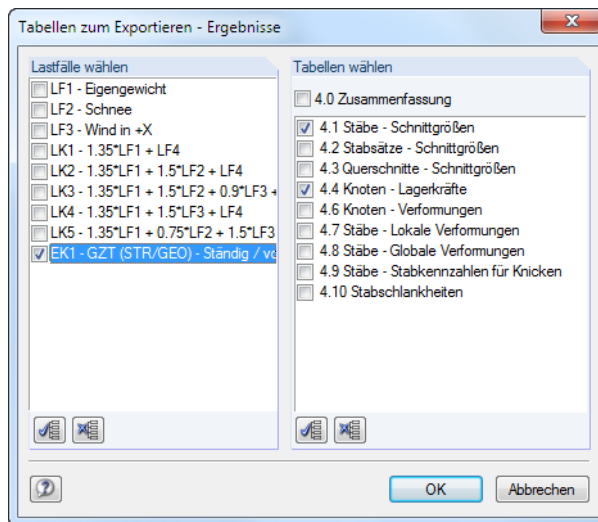 Tabellen zum Exportieren - Ergebnisse
Lastfälle wählen
LF1 - Eigengewicht
LF2 - Schnee
LF3 - Wind in +X
LK1 - 1.35*LF1 + LF4
LK2 - 1.35*LF1 + 1.5*LF2 + LF4
LK3 - 1.35*LF1 + 1.5*LF2 + 0.9*LF3 +
LK4 - 1.35*LF1 + 1.5*LF3 + LF4
LK5 - 1.35*LF1 + 0.75*LF2 + 1.5*LF3
EK1 - GZT (STR/GEO) - Ständig / vo
Tabellen wählen
4.0 Zusammenfassung
4.1 Stäbe - Schnittgrößen
4.2 Stabsätze - Schnittgrößen
4.3 Querschnitte - Schnittgrößen
4.4 Knoten - Lagerkräfte
4.6 Knoten - Verformungen
4.7 Stäbe - Lokale Verformungen
4.8 Stäbe - Globale Verformungen
4.9 Stäbe - Stabkennzahlen für Knicken
4.10 Stabschlankheiten
OK
Abbrechen